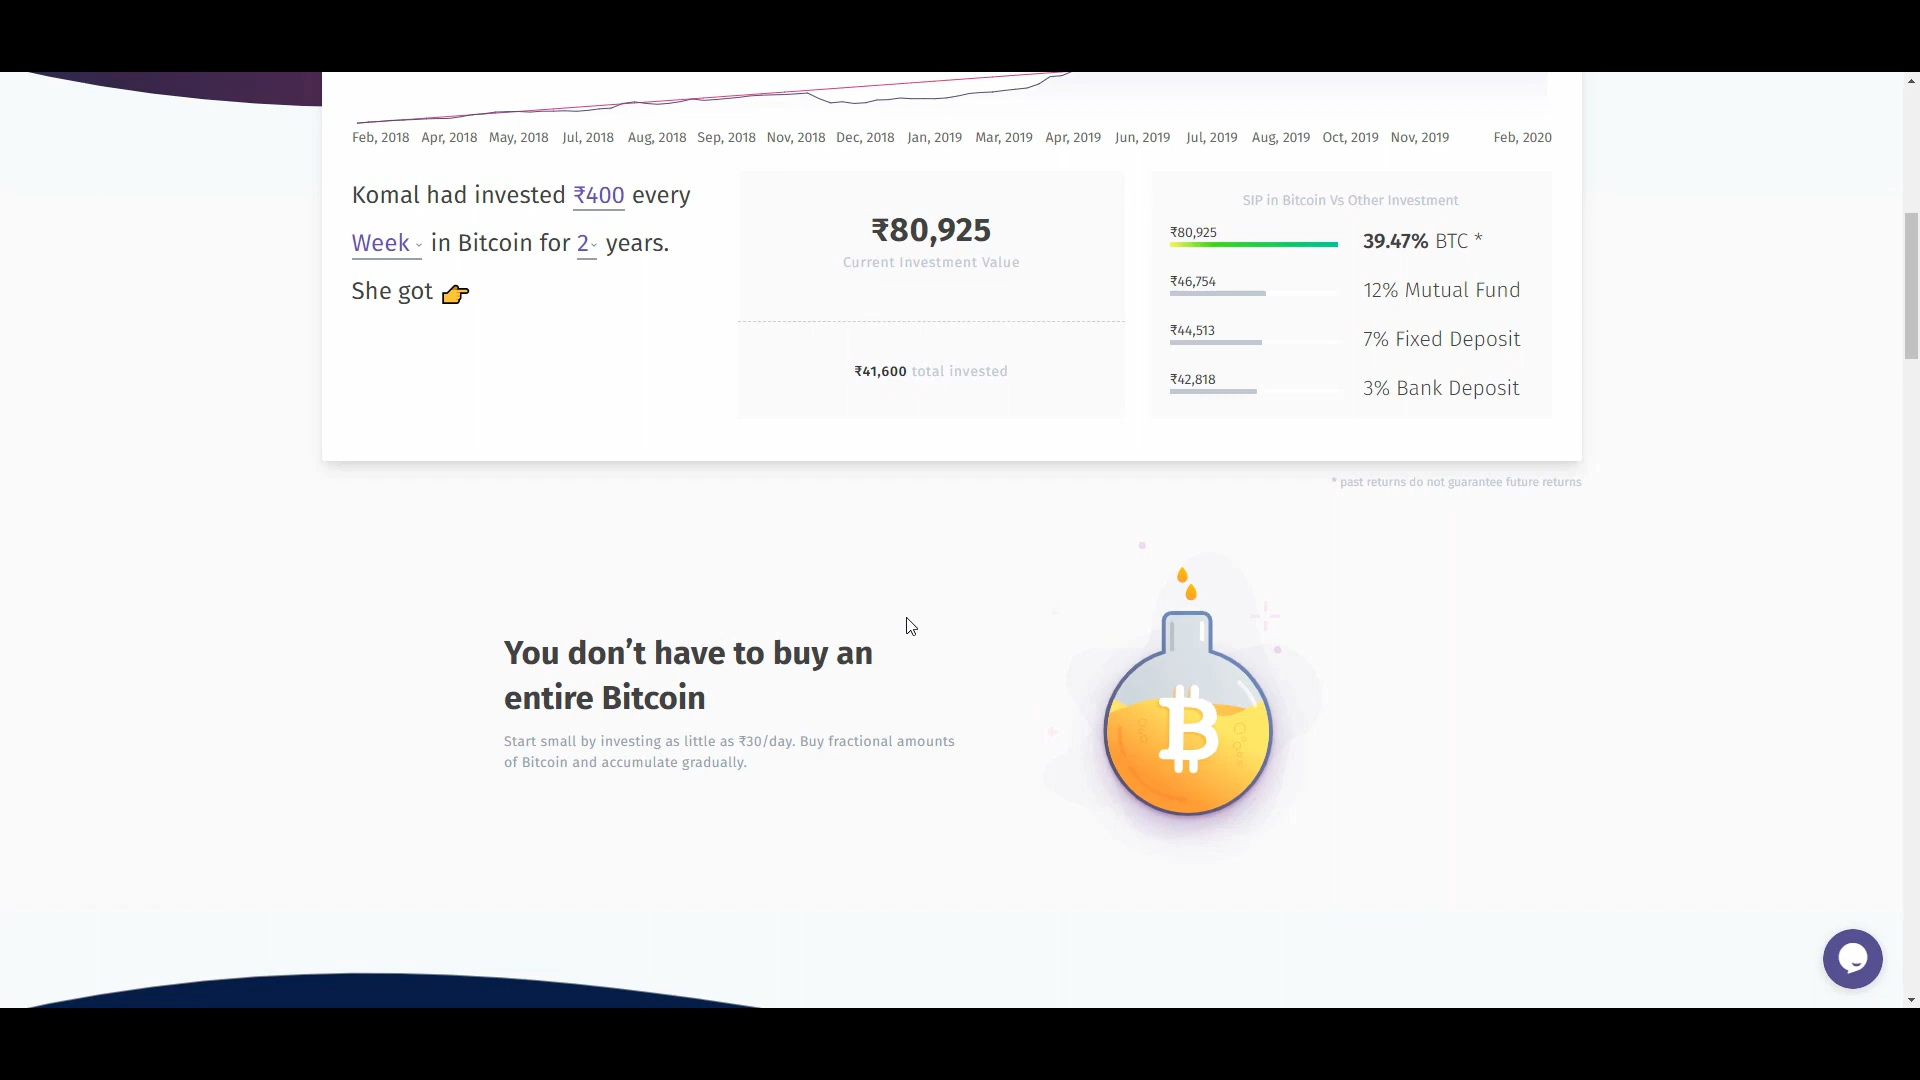 Feb, 2018 Apr, 2018 May, 2018 Jul, 2018 Aug, 2018 Sep, 2018 Nov, 2018 Dec, 2018 Jan, 2019 Mar, 2019 Apr, 2019 Jun, 2019 Jul, 2019 Aug, 2019 Oct, 2019 Nov, 2019 Feb, 2020
Komal had invested ₹400 every
Week in Bitcoin for 2 years.
She got
₹80,925
Current Investment Value
₹41,600 total invested
SIP in Bitcoin Vs Other Investment
₹80,925
39.47% BTC *
₹46,754
12% Mutual Fund
₹44,513
7% Fixed Deposit
₹42,818
3% Bank Deposit
* past returns do not guarantee future returns
You don’t have to buy an
entire Bitcoin
Start small by investing as little as ₹30/day. Buy fractional amounts
of Bitcoin and accumulate gradually.